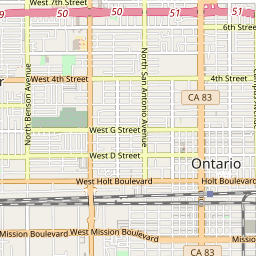 West 7th Street
50
50
51
51
6th Street
West 4th Street
4th Street
CA 83
North Benson Avenue
North San Antonio Avenue
West G Street
West D Street
Ontario
West Holt Boulevard
Holt Boulevard
Mission Boulevard
West Mission Boulevard
Mission
CA 83